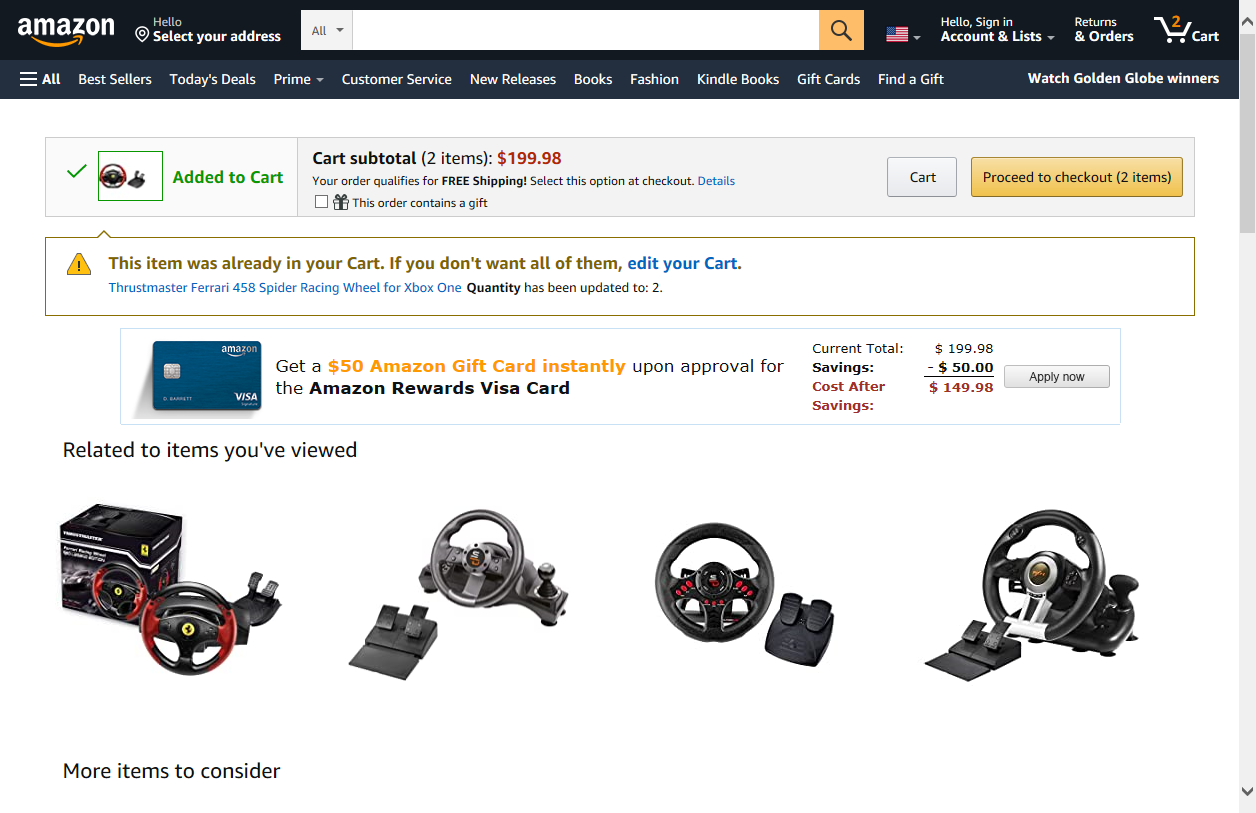 amazon
Hello
Select your address
All
Hello, Sign in
Account & Lists
Returns
& Orders
2
Cart
All
Best Sellers
Today's Deals
Prime
Customer Service
New Releases
Books
Fashion
Kindle Books
Gift Cards
Find a Gift
Watch Golden Globe winners
Added to Cart
Cart subtotal (2 items): $199.98
Your order qualifies for FREE Shipping! Select this option at checkout. Details
This order contains a gift
Cart
Proceed to checkout (2 items)
This item was already in your Cart. If you don't want all of them, edit your Cart.
Thrustmaster Ferrari 458 Spider Racing Wheel for Xbox One Quantity has been updated to: 2.
amazon
D. BARRETT
VISA
Signature
Get a $50 Amazon Gift Card instantly upon approval for
the Amazon Rewards Visa Card
Current Total: $ 199.98
Savings: - $ 50.00
Cost After $ 149.98
Savings:
Apply now
Related to items you've viewed
THRUSTMASTER
Ferrari Racing Wheel
More items to consider